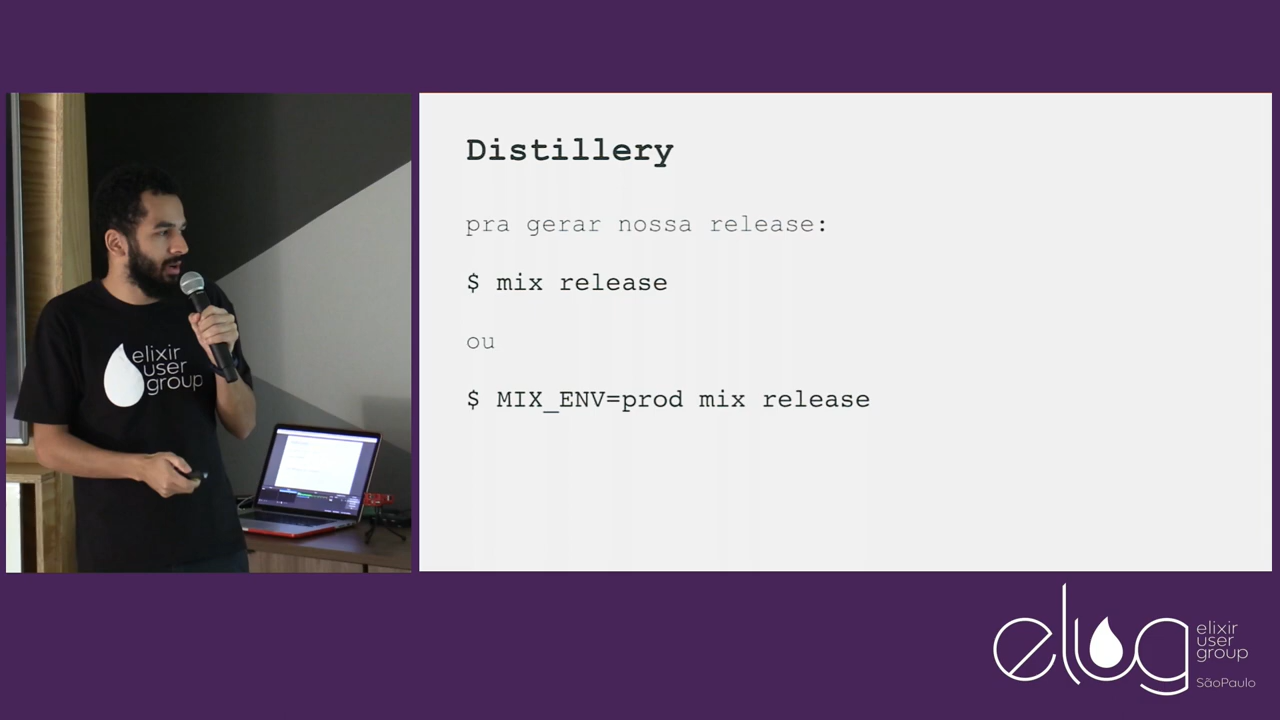 elixir
user
group
Distillery
pra gerar nossa release:
$ mix release
ou
$ MIX_ENV=prod mix release
elug
elixir
user
group
SãoPaulo